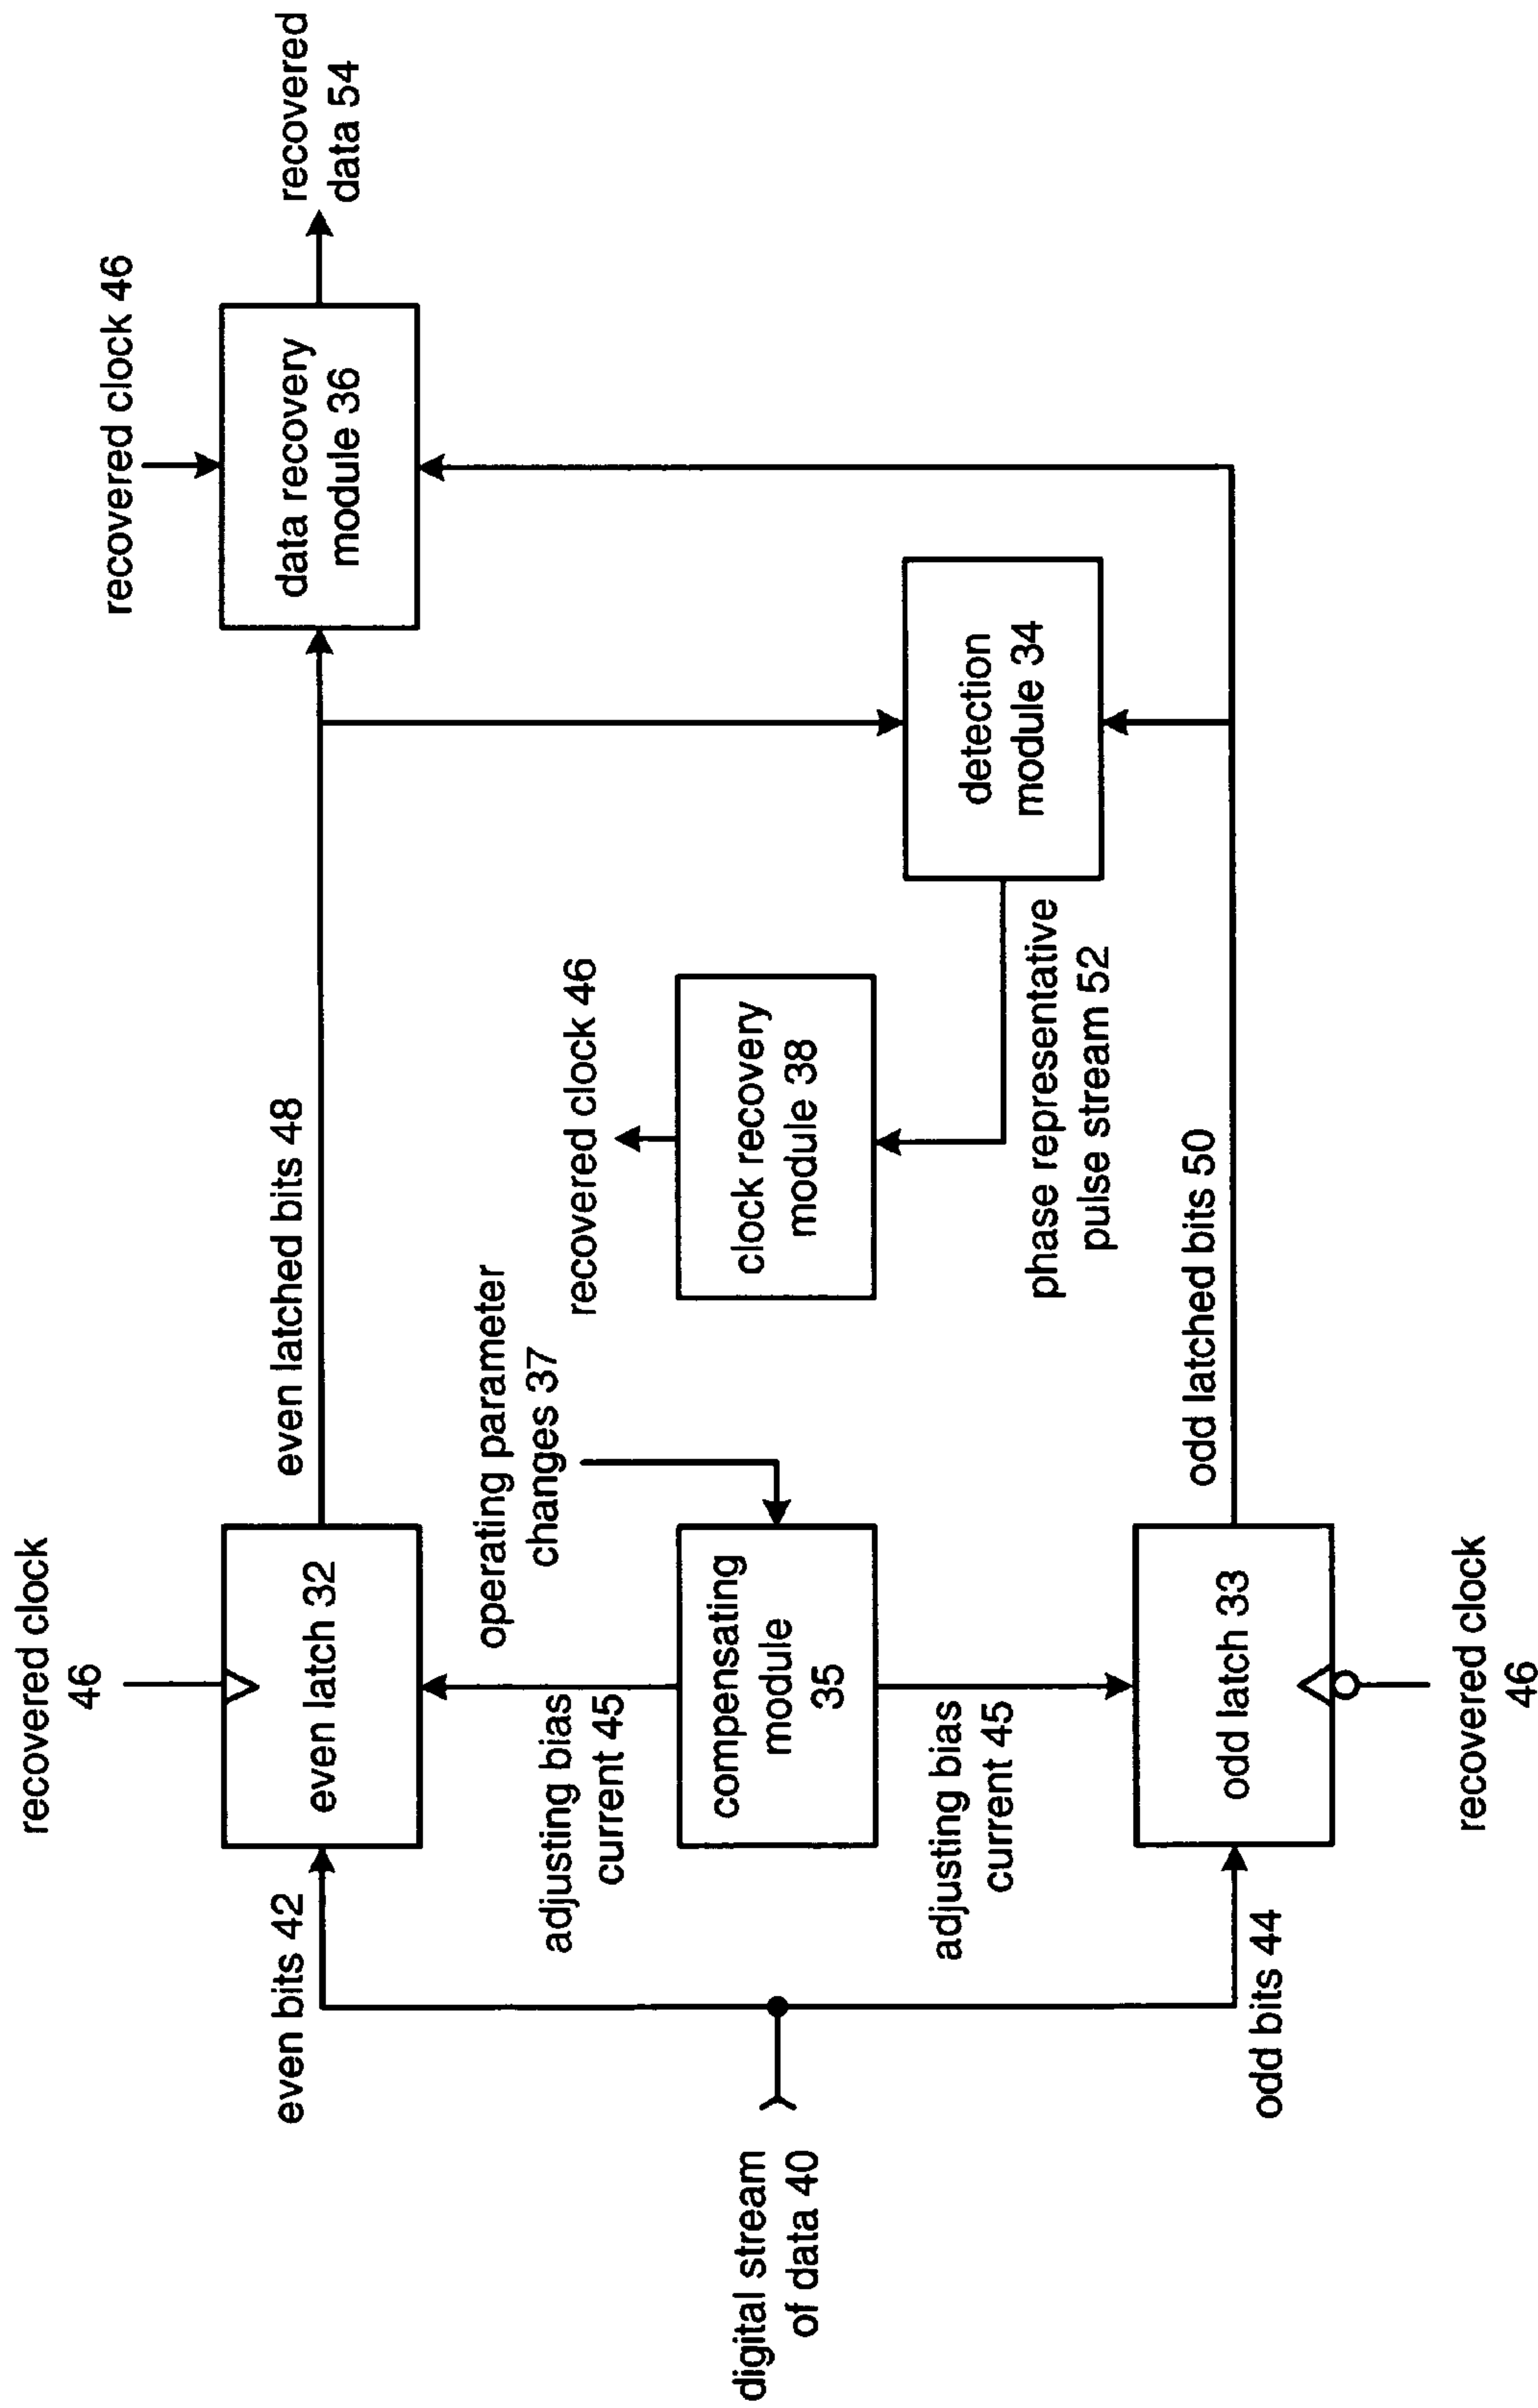 recovered clock
46
even bits 42
even latch 32
even latched bits 48
recovered clock 46
data recovery
module 36
recovered
data 54
operating parameter
changes 37
adjusting bias
current 45
recovered clock 46
digital stream
of data 40
compensating
module
35
clock recovery
module 38
detection
module 34
adjusting bias
current 45
phase representative
pulse stream 52
odd bits 44
odd latch 33
odd latched bits 50
recovered clock
46